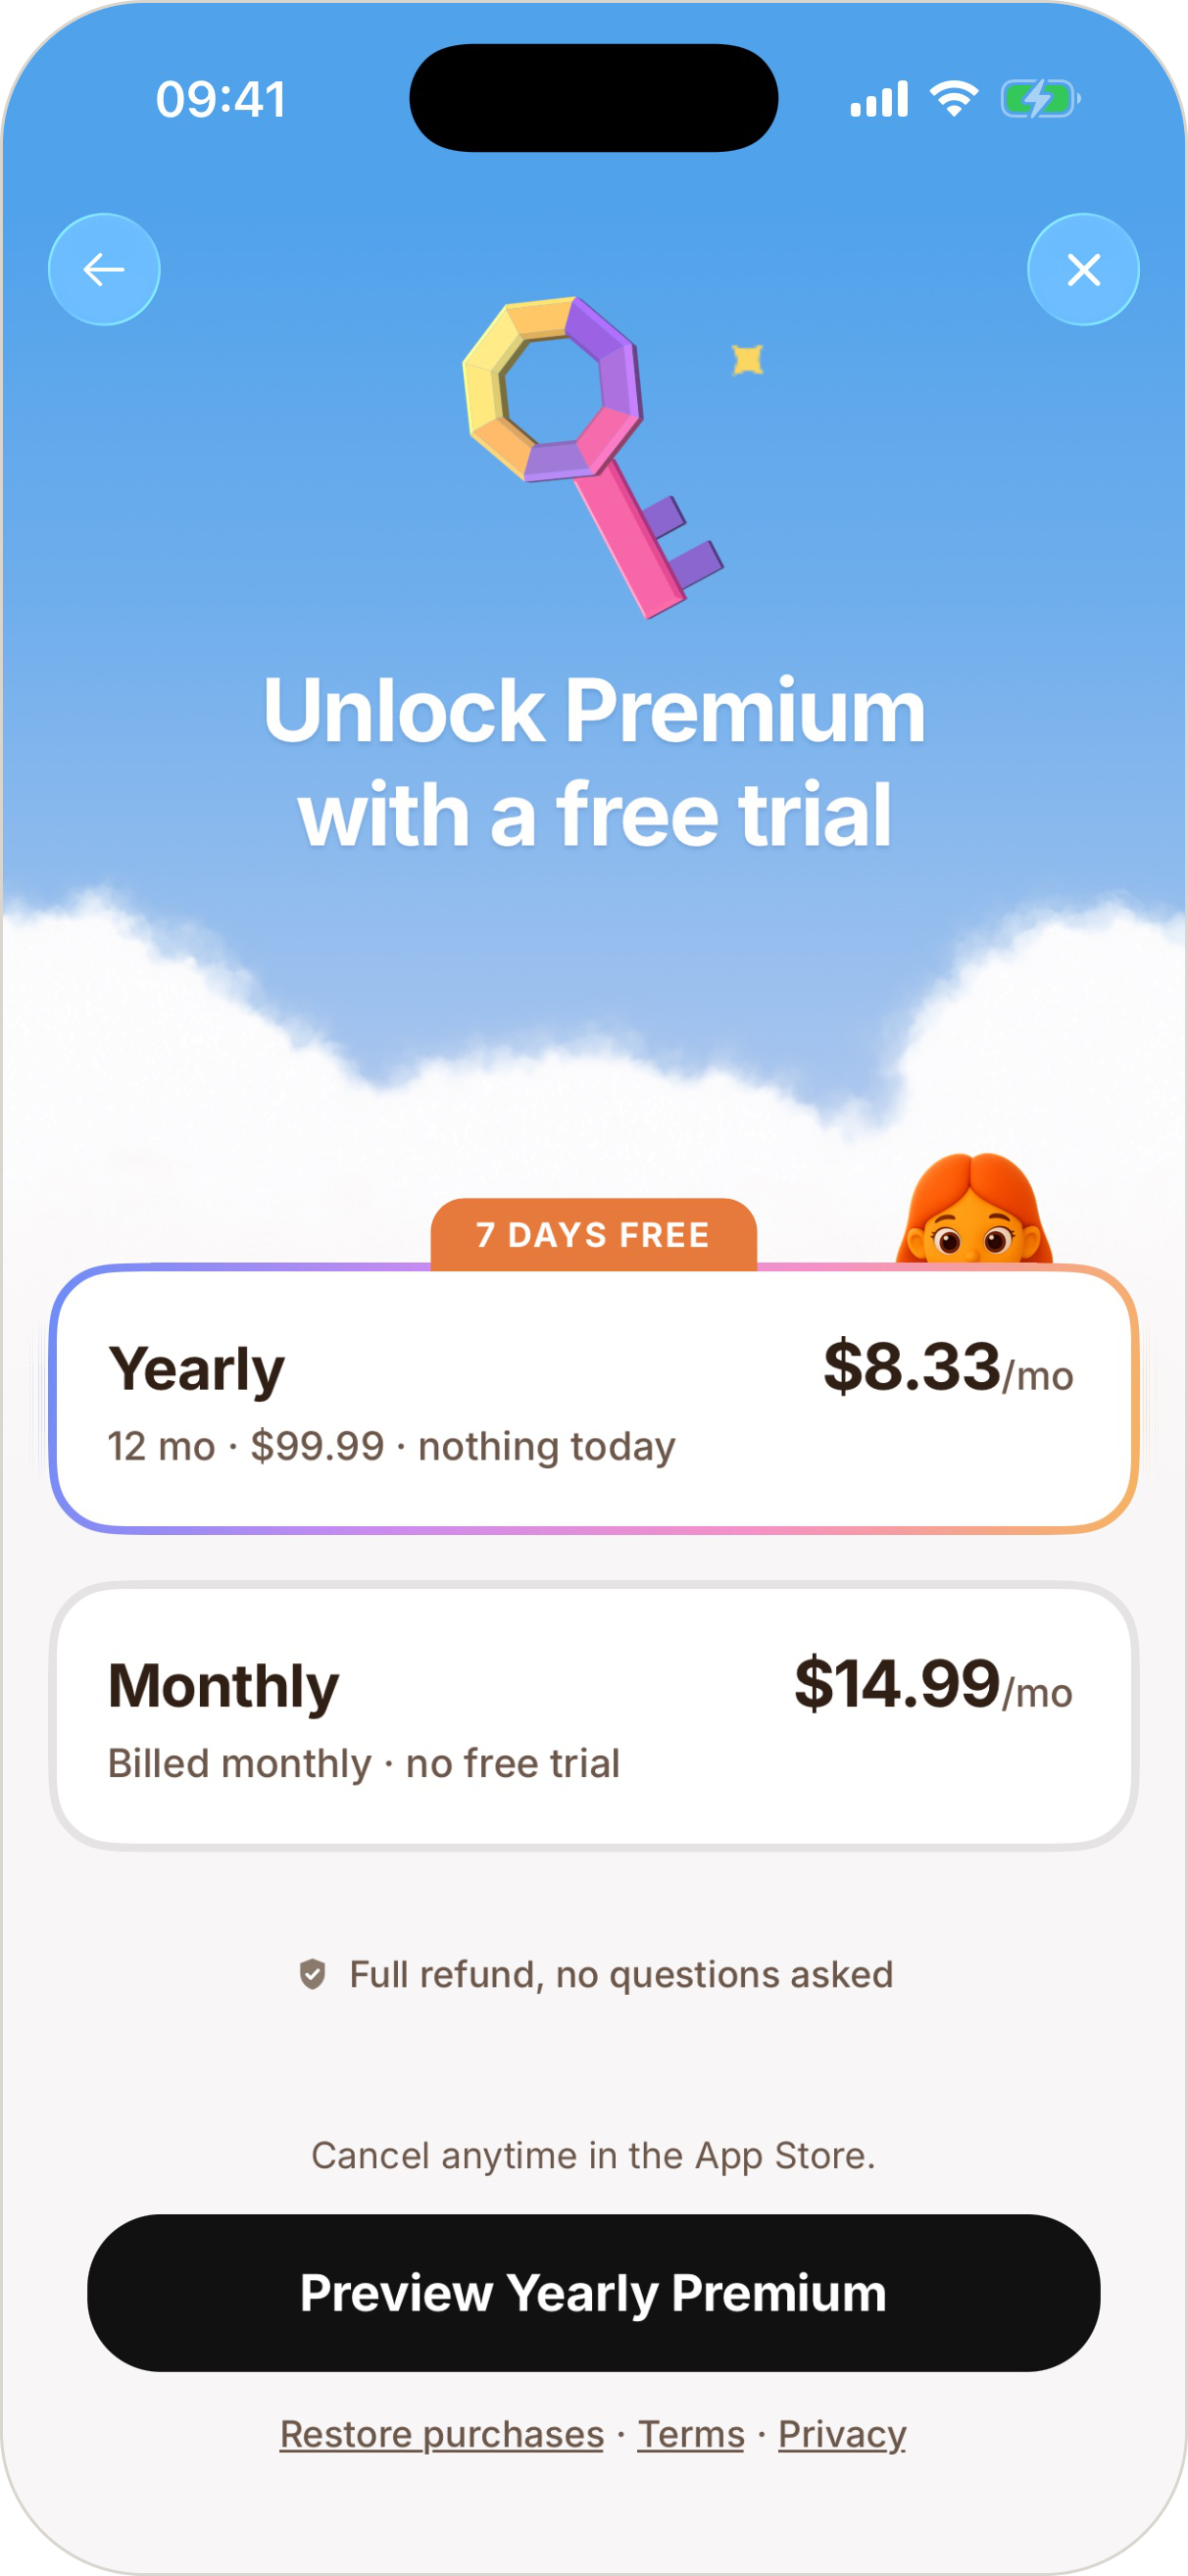 09:41
Unlock Premium
with a free trial
7 DAYS FREE
Yearly
$8.33/mo
12 mo · $99.99 · nothing today
Monthly
$14.99/mo
Billed monthly · no free trial
Full refund, no questions asked
Cancel anytime in the App Store.
Preview Yearly Premium
Restore purchases · Terms · Privacy